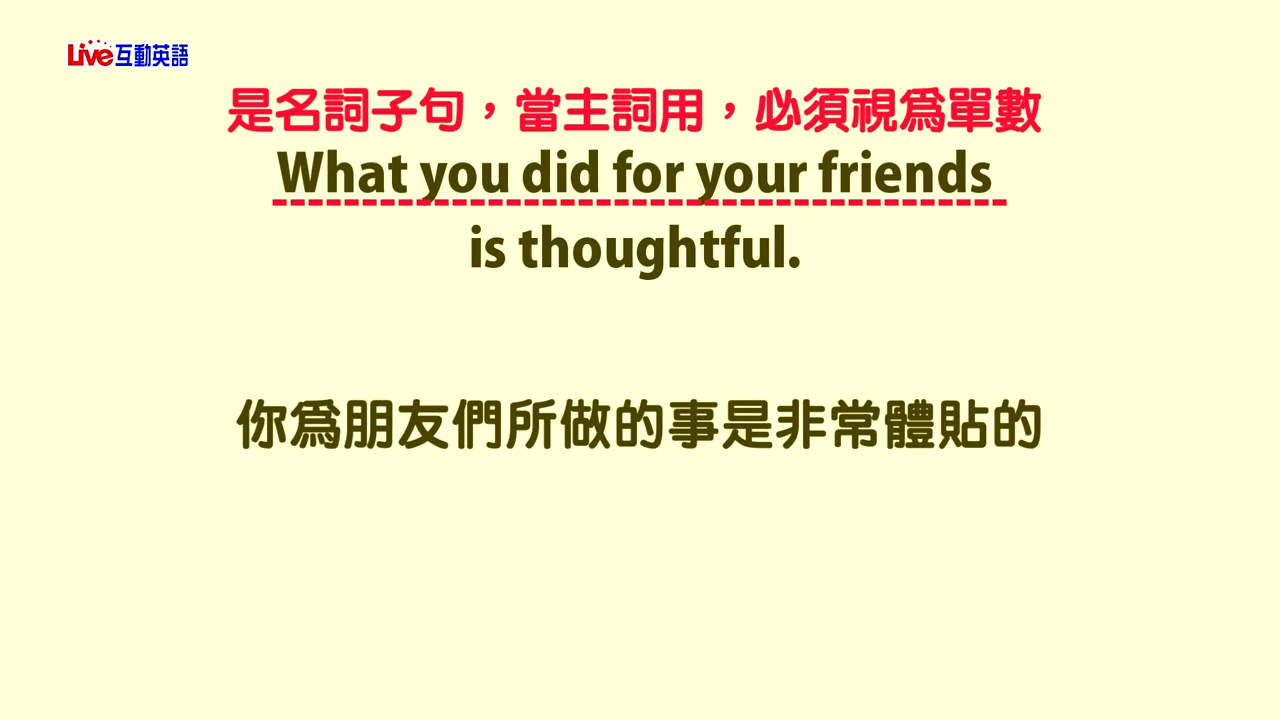 Live互動英語
是名詞子句，當主詞用，必須視為單數
What you did for your friends
is thoughtful.
你為朋友們所做的事是非常體貼的